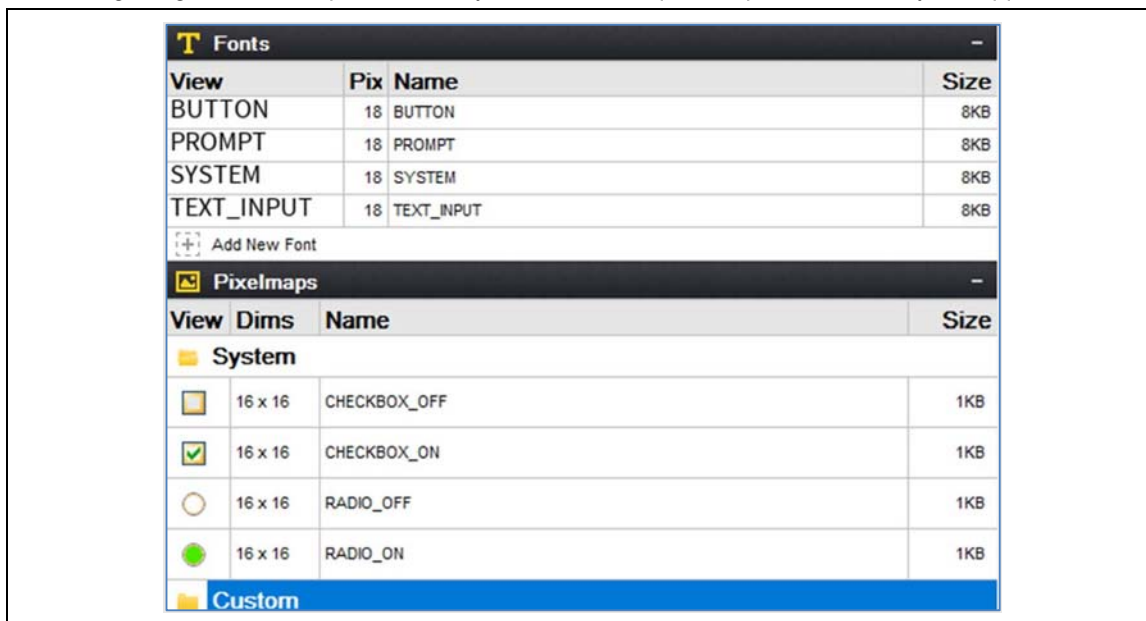 Fonts –
View Pix Name Size
BUTTON 18 BUTTON 8KB
PROMPT 18 PROMPT 8KB
SYSTEM 18 SYSTEM 8KB
TEXT_INPUT 18 TEXT_INPUT 8KB
Add New Font
Pixelmaps –
View Dims Name Size
System
16 x 16 CHECKBOX_OFF 1KB
16 x 16 CHECKBOX_ON 1KB
16 x 16 RADIO_OFF 1KB
16 x 16 RADIO_ON 1KB
Custom